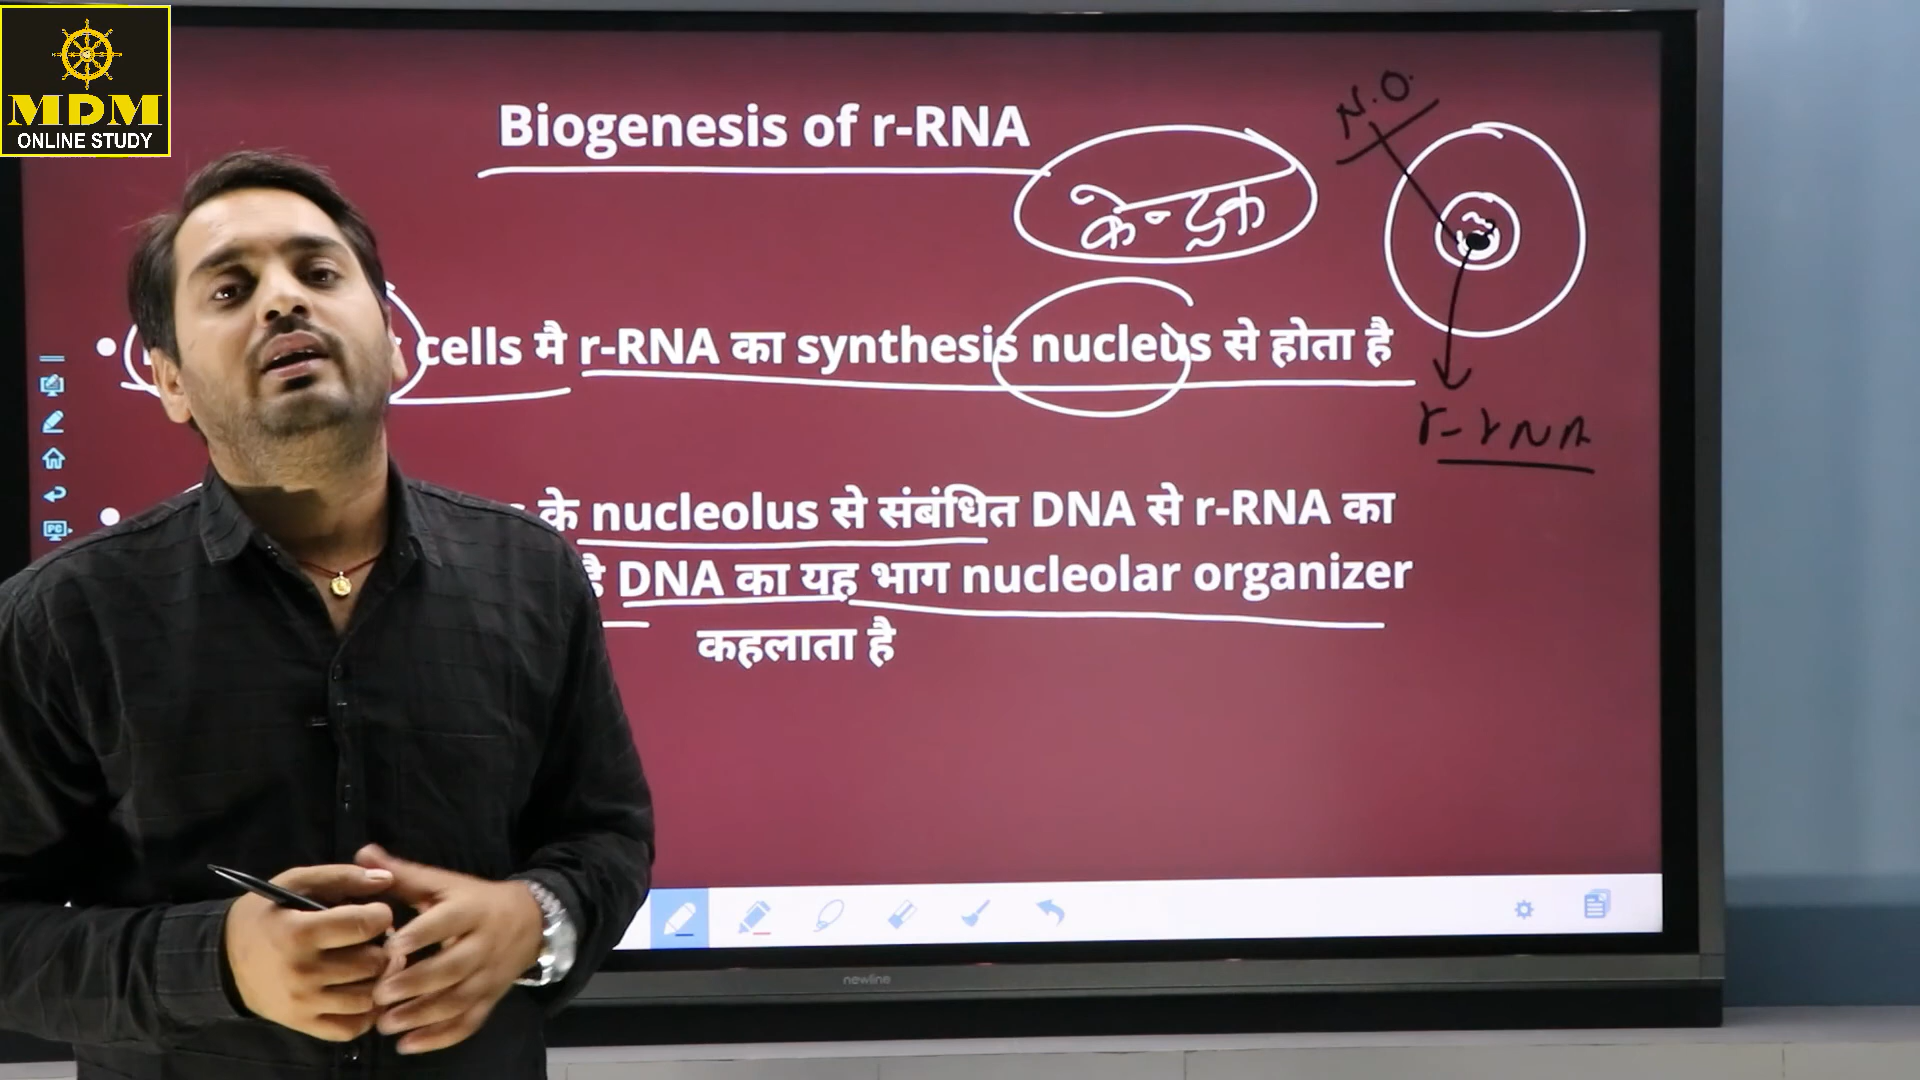 MDM
ONLINE STUDY
Biogenesis of r-RNA
N.O.
केन्द्रक
cells मै r-RNA का synthesis nucleus से होता है
r-rNA
के nucleolus से संबंधित DNA से r-RNA का
है DNA का यह भाग nucleolar organizer
कहलाता है
PC
newline